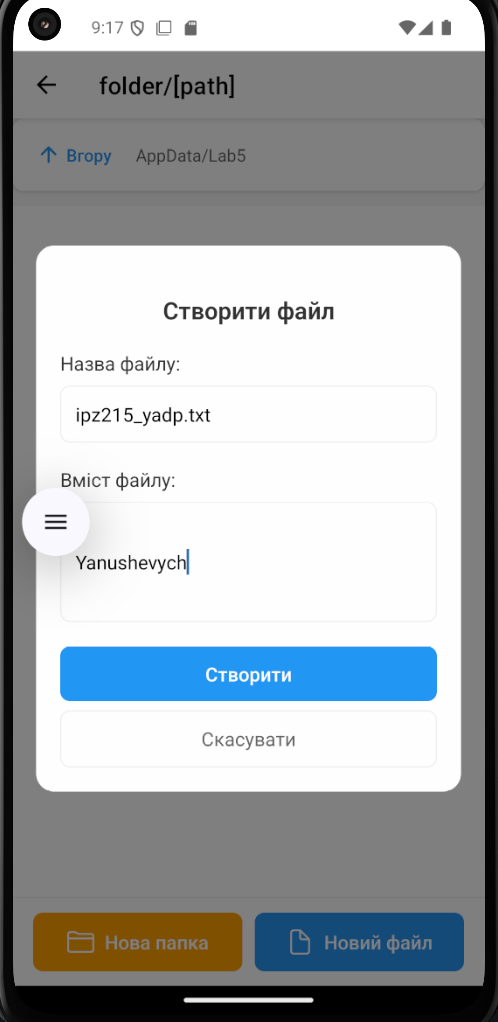 9:17
folder/[path]
Вгору AppData/Lab5
Створити файл
Назва файлу:
ipz215_yadp.txt
Вміст файлу:
Yanushevych
Створити
Скасувати
Нова папка Новий файл